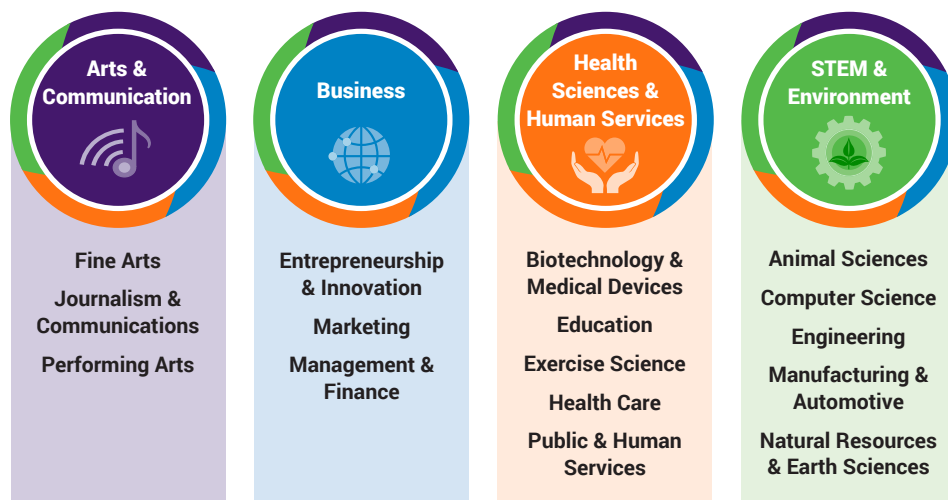 Arts &
Communication
Fine Arts
Journalism &
Communications
Performing Arts
Business
Entrepreneurship
& Innovation
Marketing
Management &
Finance
Health
Sciences &
Human Services
Biotechnology &
Medical Devices
Education
Exercise Science
Health Care
Public & Human
Services
STEM &
Environment
Animal Sciences
Computer Science
Engineering
Manufacturing &
Automotive
Natural Resources
& Earth Sciences